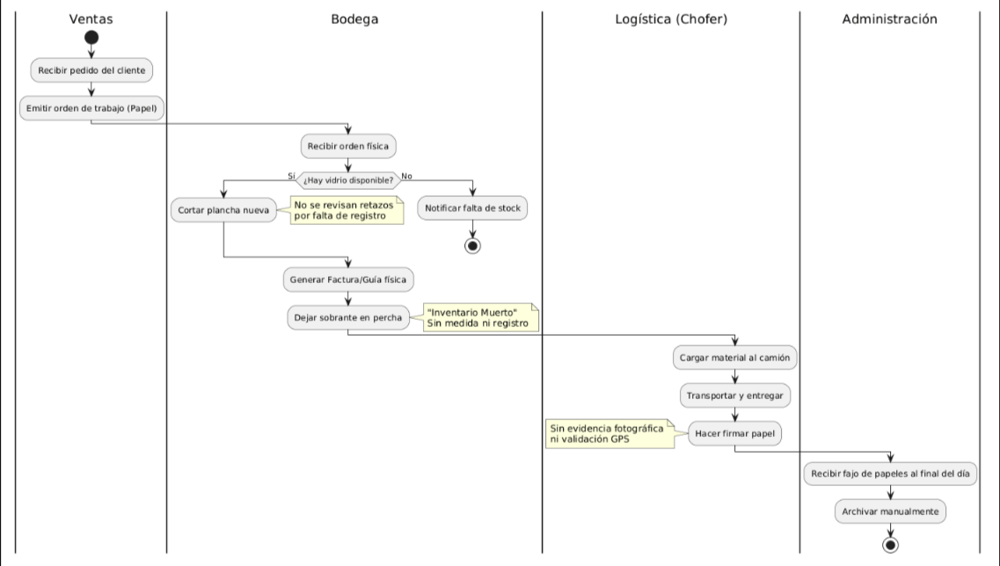 Ventas
Bodega
Logística (Chofer)
Administración
Recibir pedido del cliente
Emitir orden de trabajo (Papel)
Recibir orden física
Sí
¿Hay vidrio disponible?
No
Cortar plancha nueva
No se revisan retazos
por falta de registro
Notificar falta de stock
Generar Factura/Guía física
Dejar sobrante en percha
"Inventario Muerto"
Sin medida ni registro
Cargar material al camión
Transportar y entregar
Sin evidencia fotográfica
ni validación GPS
Hacer firmar papel
Recibir fajo de papeles al final del día
Archivar manualmente